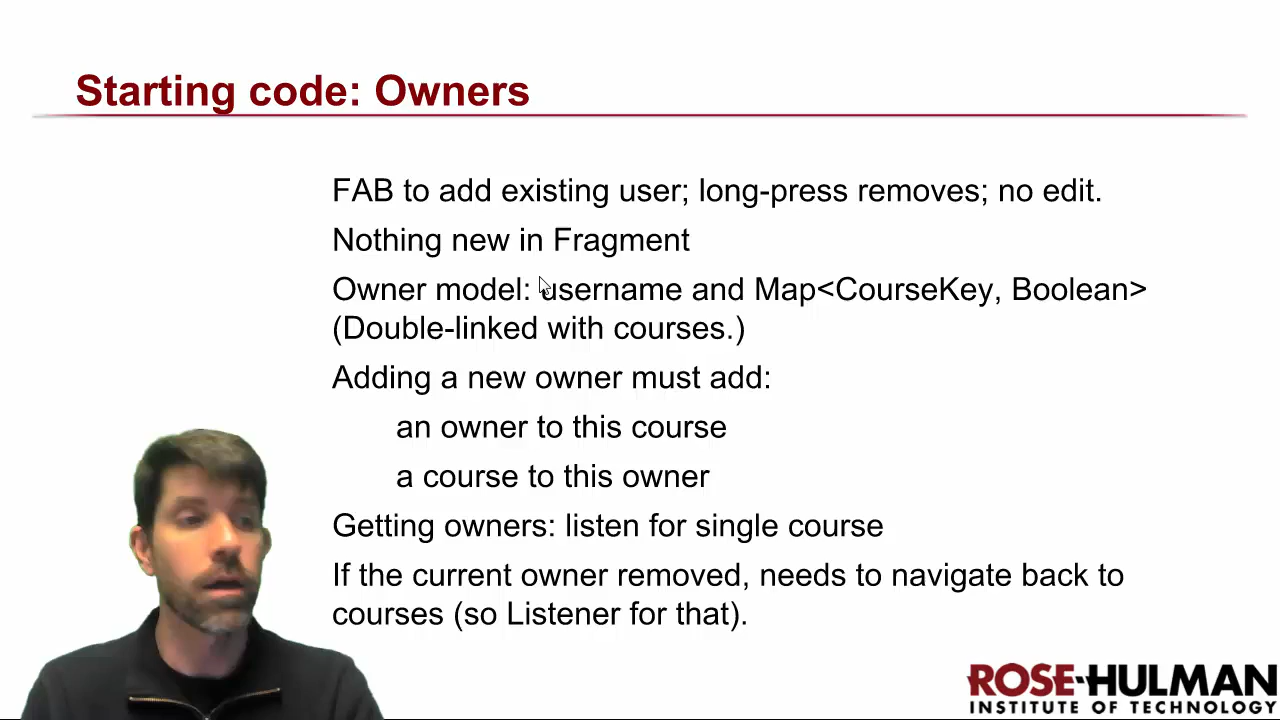 Starting code: Owners
FAB to add existing user; long-press removes; no edit.
Nothing new in Fragment
Owner model: username and Map<CourseKey, Boolean>
(Double-linked with courses.)
Adding a new owner must add:
an owner to this course
a course to this owner
Getting owners: listen for single course
If the current owner removed, needs to navigate back to
courses (so Listener for that).
ROSE-HULMAN
INSTITUTE OF TECHNOLOGY